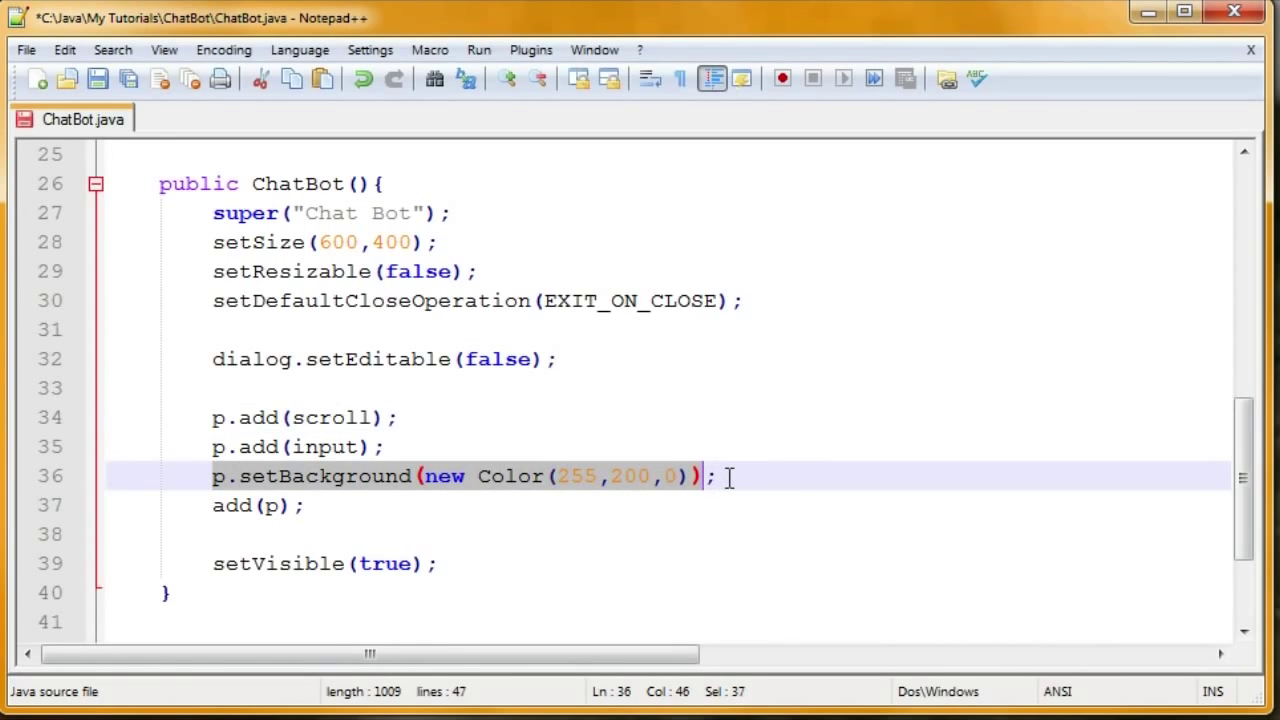 *C:\Java\My Tutorials\ChatBot\ChatBot.java - Notepad++
File Edit Search View Encoding Language Settings Macro Run Plugins Window ? X
ChatBot.java
25
26 public ChatBot(){
27 super("Chat Bot");
28 setSize(600,400);
29 setResizable(false);
30 setDefaultCloseOperation(EXIT_ON_CLOSE);
31
32 dialog.setEditable(false);
33
34 p.add(scroll);
35 p.add(input);
36 p.setBackground(new Color(255,200,0));
37 add(p);
38
39 setVisible(true);
40 }
41
Java source file length : 1009 lines : 47 Ln : 36 Col : 46 Sel : 37 Dos\Windows ANSI INS